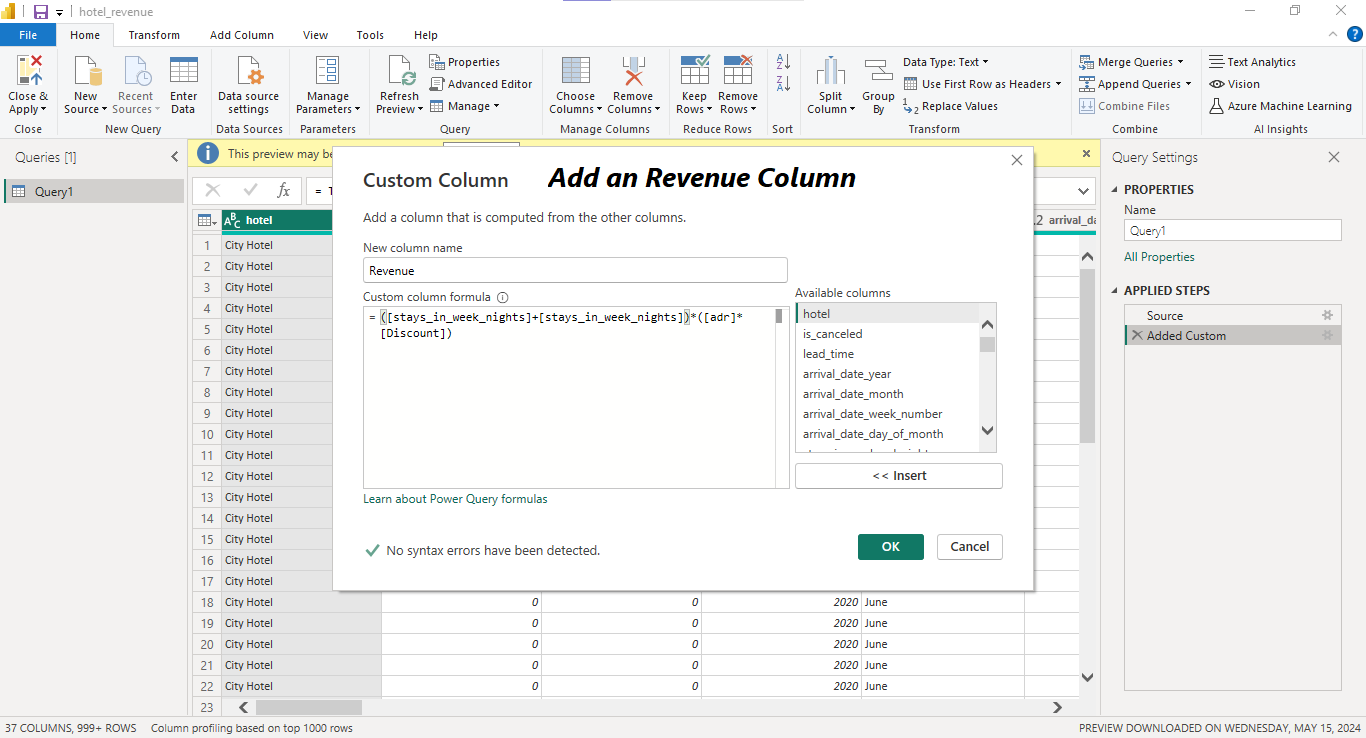 hotel_revenue
File Home Transform Add Column View Tools Help
Close & Apply
Close
New Source
Recent Sources
Enter Data
New Query
Data source settings
Data Sources
Manage Parameters
Parameters
Refresh Preview
Properties
Advanced Editor
Manage
Query
Choose Columns
Remove Columns
Manage Columns
Keep Rows
Remove Rows
Reduce Rows
A Z
Z A
Sort
Split Column
Group By
Data Type: Text
Use First Row as Headers
1 2 Replace Values
Transform
Merge Queries
Append Queries
Combine Files
Combine
Text Analytics
Vision
Azure Machine Learning
AI Insights
Queries [1]
Query1
This preview may be
fx
=
ABC hotel
.2 arrival_da
1 City Hotel
2 City Hotel
3 City Hotel
4 City Hotel
5 City Hotel
6 City Hotel
7 City Hotel
8 City Hotel
9 City Hotel
10 City Hotel
11 City Hotel
12 City Hotel
13 City Hotel
14 City Hotel
15 City Hotel
16 City Hotel
17 City Hotel
18 City Hotel 0 0 2020 June
19 City Hotel 0 0 2020 June
20 City Hotel 0 0 2020 June
21 City Hotel 0 0 2020 June
22 City Hotel 0 0 2020 June
23
Custom Column
Add an Revenue Column
Add a column that is computed from the other columns.
New column name
Revenue
Custom column formula
= ([stays_in_week_nights]+[stays_in_week_nights])*([adr]*
[Discount])
Learn about Power Query formulas
Available columns
hotel
is_canceled
lead_time
arrival_date_year
arrival_date_month
arrival_date_week_number
arrival_date_day_of_month
<< Insert
No syntax errors have been detected.
OK
Cancel
Query Settings
PROPERTIES
Name
Query1
All Properties
APPLIED STEPS
Source
Added Custom
37 COLUMNS, 999+ ROWS
Column profiling based on top 1000 rows
PREVIEW DOWNLOADED ON WEDNESDAY, MAY 15, 2024